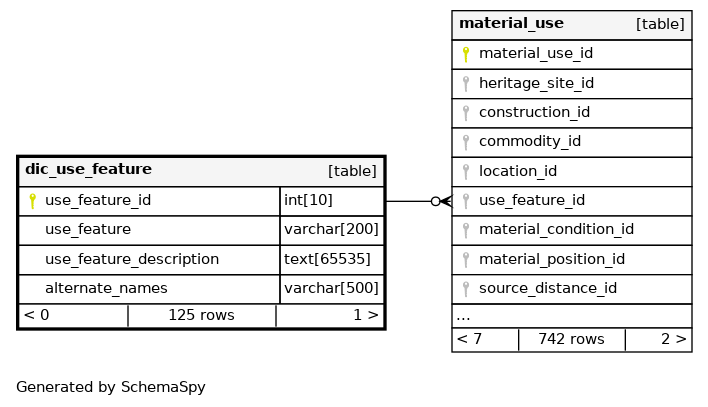 material_use [table]
material_use_id
heritage_site_id
construction_id
commodity_id
location_id
use_feature_id
material_condition_id
material_position_id
source_distance_id
...
< 7 742 rows 2 >
dic_use_feature [table]
use_feature_id int[10]
use_feature varchar[200]
use_feature_description text[65535]
alternate_names varchar[500]
< 0 125 rows 1 >
Generated by SchemaSpy